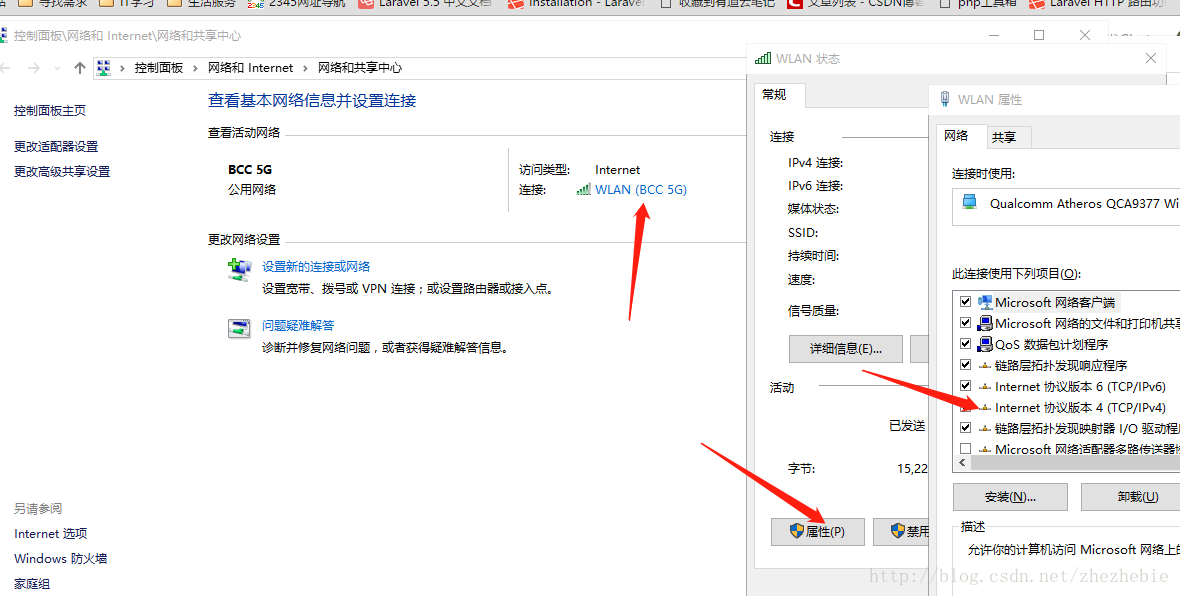 寻找需求 IT学习 生活服务 2345网址导航 Laravel 5.5 中文文档 Installation - Laravel 收藏到有道云笔记 文章列表 - CSDN博客 php工具箱 Laravel HTTP 路由功
控制面板\网络和 Internet\网络和共享中心
控制面板 › 网络和 Internet › 网络和共享中心
控制面板主页
更改适配器设置
更改高级共享设置
查看基本网络信息并设置连接
查看活动网络
BCC 5G
公用网络
访问类型: Internet
连接: WLAN (BCC 5G)
更改网络设置
设置新的连接或网络
设置宽带、拨号或 VPN 连接；或设置路由器或接入点。
问题疑难解答
诊断并修复网络问题，或者获得疑难解答信息。
另请参阅
Internet 选项
Windows 防火墙
家庭组
WLAN 状态
常规
连接
IPv4 连接:
IPv6 连接:
媒体状态:
SSID:
持续时间:
速度:
信号质量:
详细信息(E)...
活动
已发送
字节: 15,22
属性(P)
禁用
WLAN 属性
网络 共享
连接时使用:
Qualcomm Atheros QCA9377 Wi
此连接使用下列项目(O):
Microsoft 网络客户端
Microsoft 网络的文件和打印机共享
QoS 数据包计划程序
链路层拓扑发现响应程序
Internet 协议版本 6 (TCP/IPv6)
Internet 协议版本 4 (TCP/IPv4)
链路层拓扑发现映射器 I/O 驱动程
Microsoft 网络适配器多路传送器协
安装(N)... 卸载(U)
描述
允许你的计算机访问 Microsoft 网络上的
http://blog.csdn.net/zhezhebie